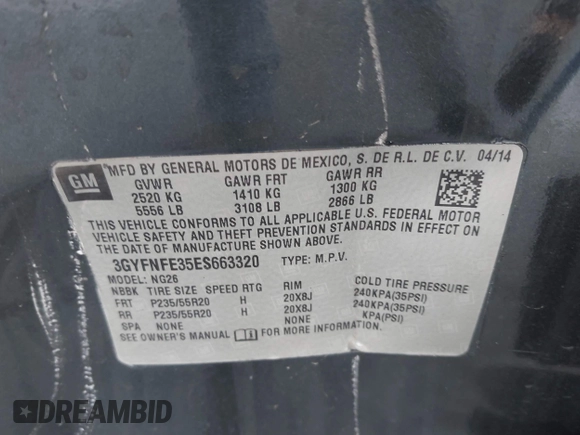 GM
MFD BY GENERAL MOTORS DE MEXICO, S. DE R.L. DE C.V. 04/14
GVWR GAWR FRT GAWR RR
2520 KG 1410 KG 1300 KG
5556 LB 3108 LB 2866 LB
THIS VEHICLE CONFORMS TO ALL APPLICABLE U.S. FEDERAL MOTOR
VEHICLE SAFETY AND THEFT PREVENTION STANDARDS IN EFFECT ON
THE DATE OF MANUFACTURE SHOWN ABOVE.
3GYFNFE35ES663320 TYPE: M.P.V.
NBBK NG26
TIRE SIZE SPEED RTG RIM COLD TIRE PRESSURE
FRT P235/55R20 H 20X8J 240KPA(35PSI)
RR P235/55R20 H 20X8J 240KPA(35PSI)
SPA NONE NONE KPA(PSI)
SEE OWNER'S MANUAL FOR MORE INFORMATION.
DREAMBID